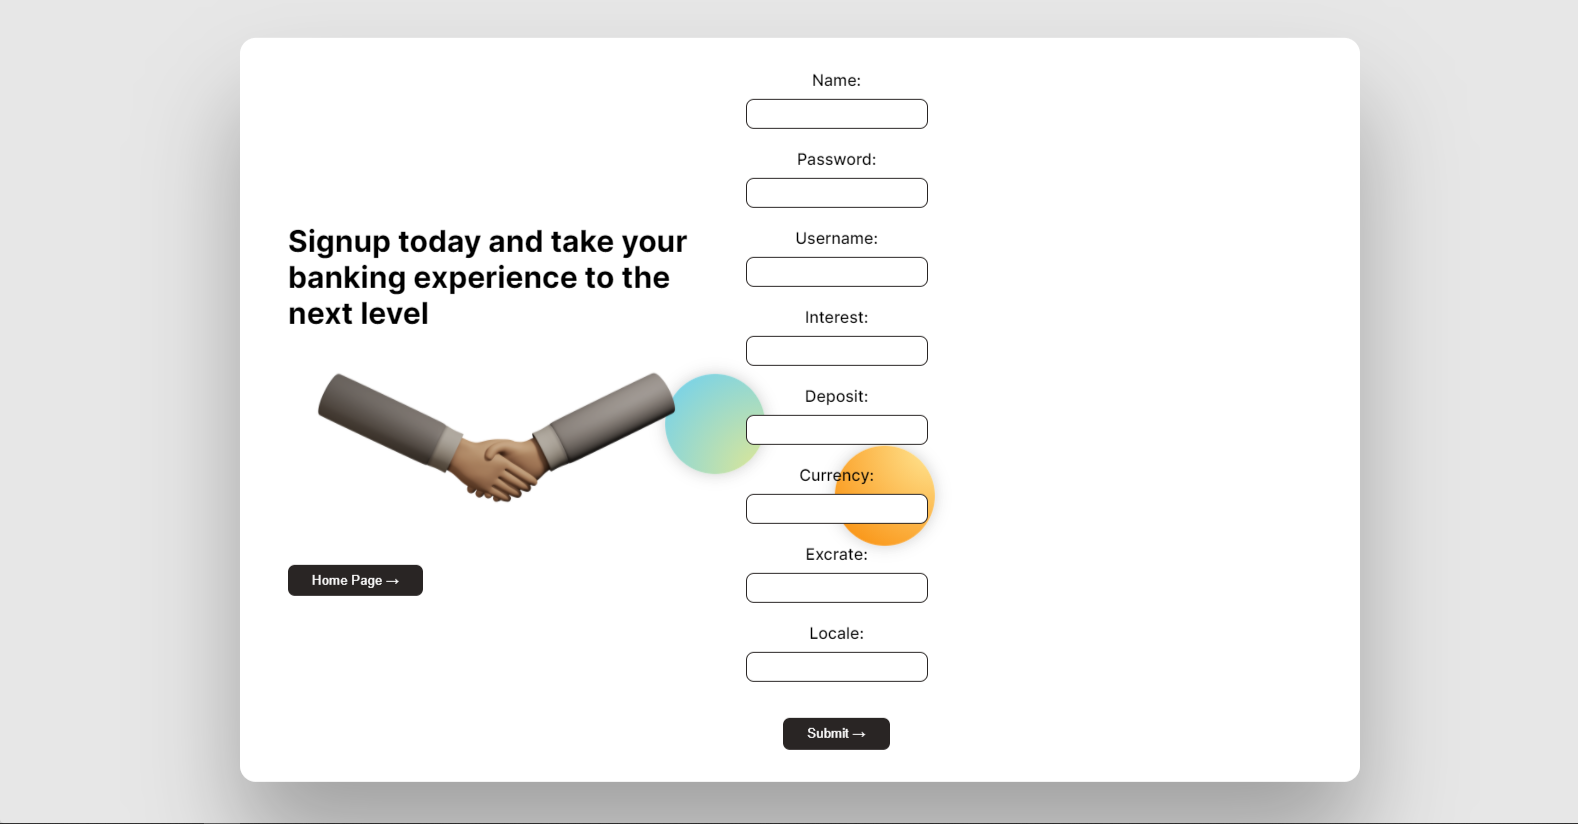 Signup today and take your
banking experience to the
next level
Home Page →
Name:
Password:
Username:
Interest:
Deposit:
Currency:
Excrate:
Locale:
Submit →